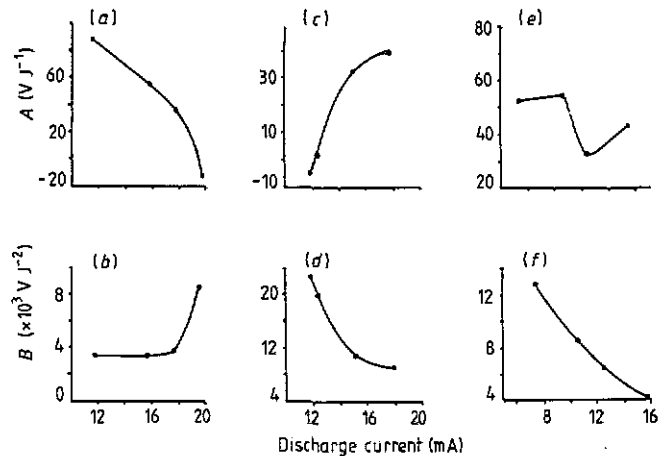 (a)
(c)
(e)
A (V J⁻¹)
60
20
-20
40
30
10
-10
80
60
40
20
(b)
(d)
(f)
B (×10³ V J⁻²)
8
4
0
20
12
4
12
8
4
12 16 20
12 16 20
8 12 16
Discharge current (mA)